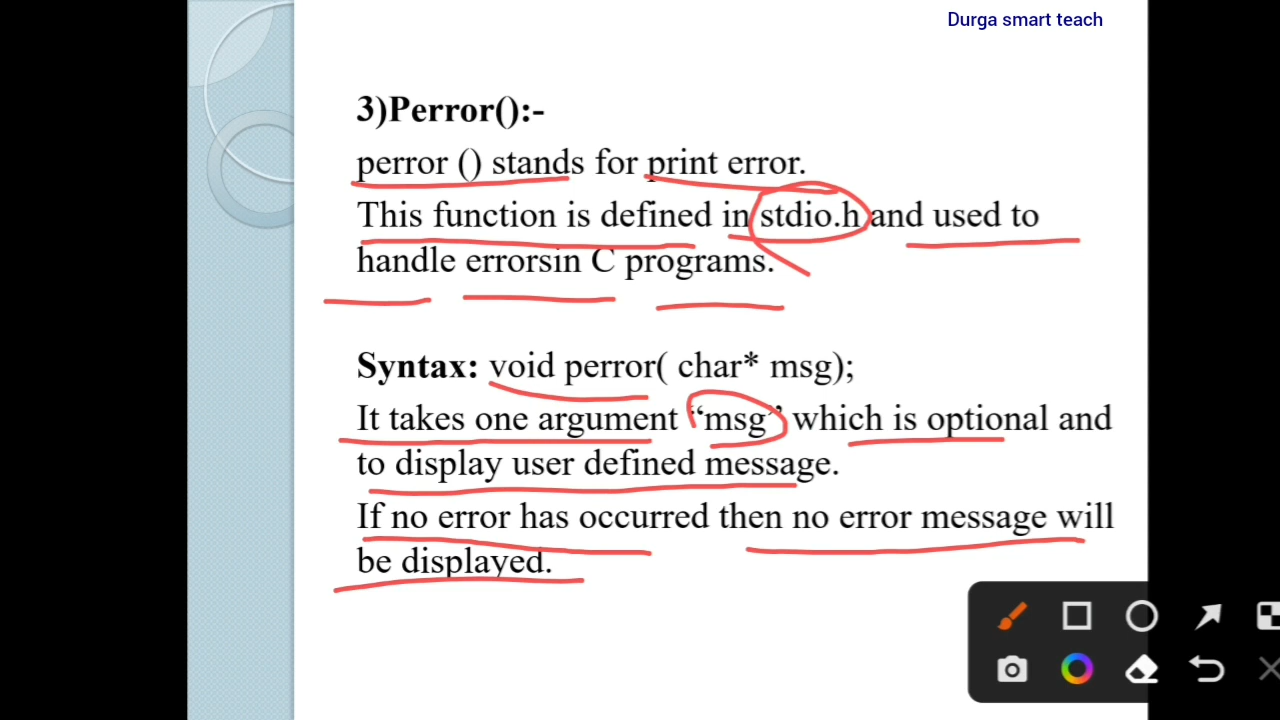 Durga smart teach
3)Perror():-
perror () stands for print error.
This function is defined in stdio.h and used to
handle errorsin C programs.
Syntax: void perror( char* msg);
It takes one argument “msg” which is optional and
to display user defined message.
If no error has occurred then no error message will
be displayed.